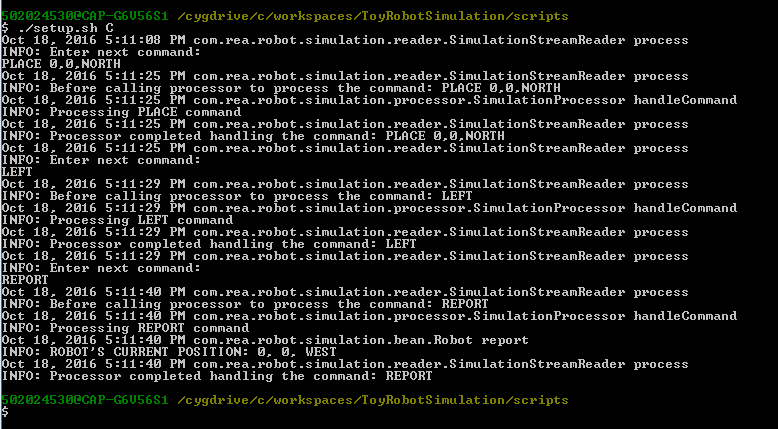 502024530@CAP-G6V56S1 /cygdrive/c/workspaces/ToyRobotSimulation/scripts
$ ./setup.sh C
Oct 18, 2016 5:11:08 PM com.rea.robot.simulation.reader.SimulationStreamReader process
INFO: Enter next command:
PLACE 0,0,NORTH
Oct 18, 2016 5:11:25 PM com.rea.robot.simulation.reader.SimulationStreamReader process
INFO: Before calling processor to process the command: PLACE 0,0,NORTH
Oct 18, 2016 5:11:25 PM com.rea.robot.simulation.processor.SimulationProcessor handleCommand
INFO: Processing PLACE command
Oct 18, 2016 5:11:25 PM com.rea.robot.simulation.reader.SimulationStreamReader process
INFO: Processor completed handling the command: PLACE 0,0,NORTH
Oct 18, 2016 5:11:25 PM com.rea.robot.simulation.reader.SimulationStreamReader process
INFO: Enter next command:
LEFT
Oct 18, 2016 5:11:29 PM com.rea.robot.simulation.reader.SimulationStreamReader process
INFO: Before calling processor to process the command: LEFT
Oct 18, 2016 5:11:29 PM com.rea.robot.simulation.processor.SimulationProcessor handleCommand
INFO: Processing LEFT command
Oct 18, 2016 5:11:29 PM com.rea.robot.simulation.reader.SimulationStreamReader process
INFO: Processor completed handling the command: LEFT
Oct 18, 2016 5:11:29 PM com.rea.robot.simulation.reader.SimulationStreamReader process
INFO: Enter next command:
REPORT
Oct 18, 2016 5:11:40 PM com.rea.robot.simulation.reader.SimulationStreamReader process
INFO: Before calling processor to process the command: REPORT
Oct 18, 2016 5:11:40 PM com.rea.robot.simulation.processor.SimulationProcessor handleCommand
INFO: Processing REPORT command
Oct 18, 2016 5:11:40 PM com.rea.robot.simulation.bean.Robot report
INFO: ROBOT'S CURRENT POSITION: 0, 0, WEST
Oct 18, 2016 5:11:40 PM com.rea.robot.simulation.reader.SimulationStreamReader process
INFO: Processor completed handling the command: REPORT
502024530@CAP-G6V56S1 /cygdrive/c/workspaces/ToyRobotSimulation/scripts
$